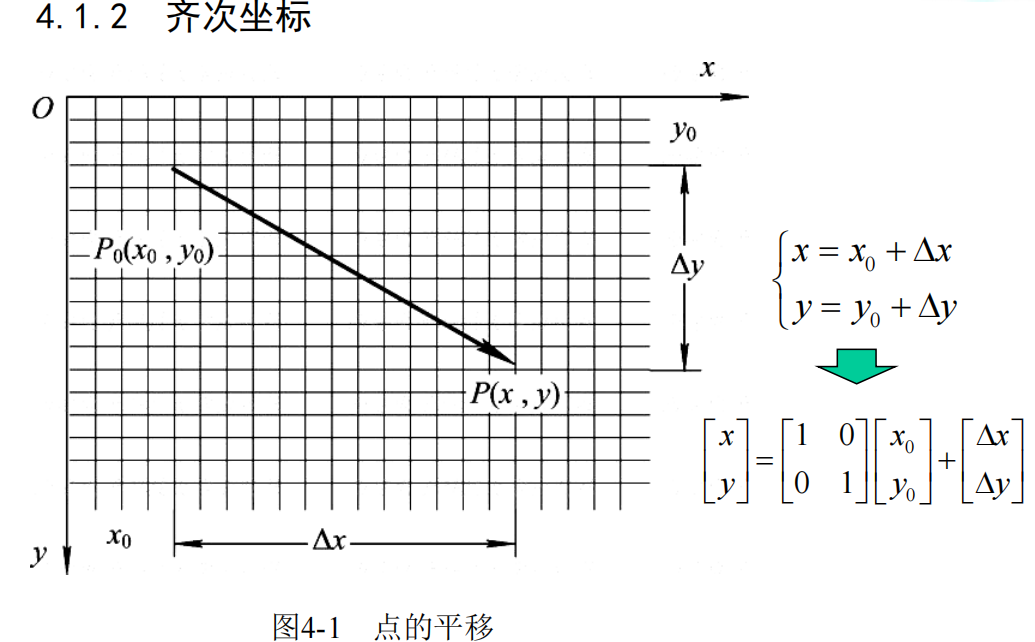 4.1.2 齐次坐标
x
O
y₀
P₀(x₀ , y₀)
Δy
x = x₀ + Δx
y = y₀ + Δy
P(x , y)
[x y] = [1 0 0 1] [x₀ y₀] + [Δx Δy]
x₀
Δx
y
图4-1 点的平移